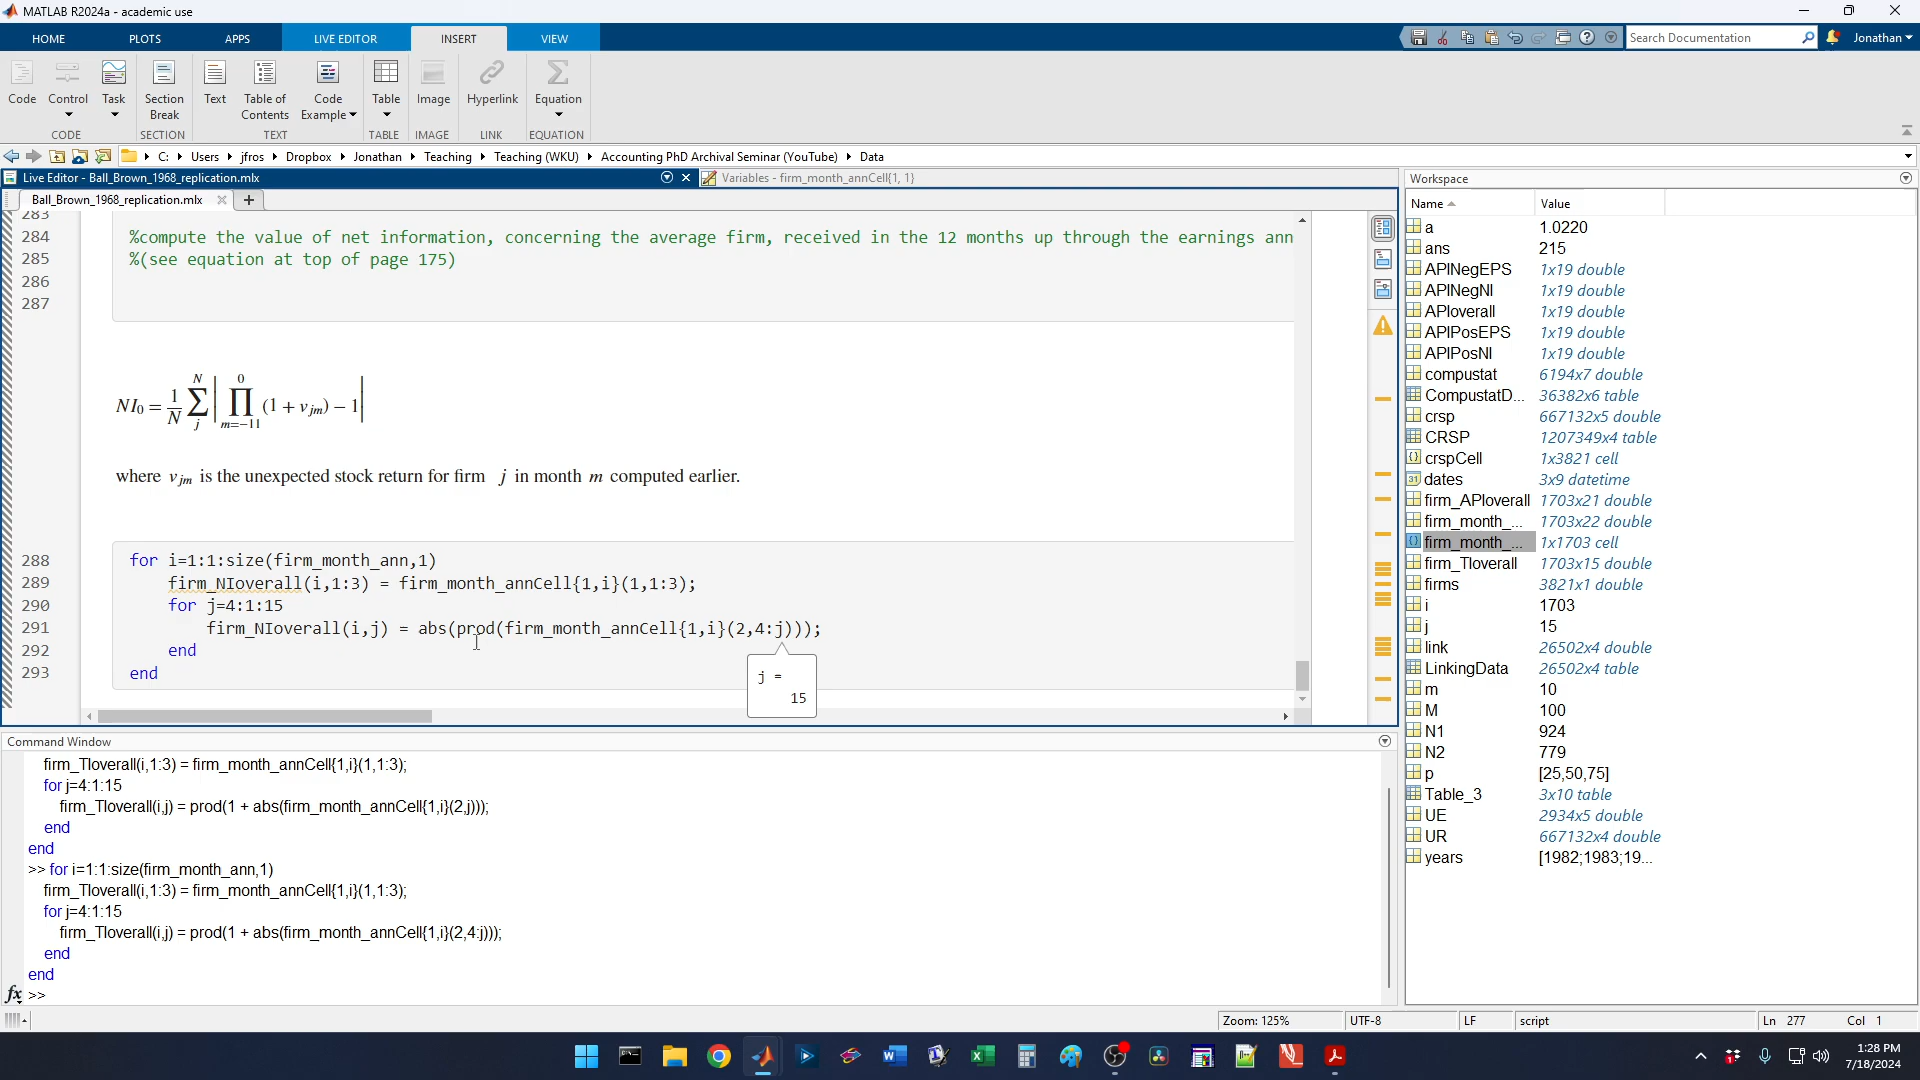 MATLAB R2024a - academic use
HOME PLOTS APPS LIVE EDITOR INSERT VIEW
Search Documentation Jonathan
Code Control Task Section Break Text Table of Contents Code Example Table Image Hyperlink Equation
CODE SECTION TEXT TABLE IMAGE LINK EQUATION
C: Users jfros Dropbox Jonathan Teaching Teaching (WKU) Accounting PhD Archival Seminar (YouTube) Data
Live Editor - Ball_Brown_1968_replication.mlx
Variables - firm_month_annCell{1, 1}
Ball_Brown_1968_replication.mlx
283
284 %compute the value of net information, concerning the average firm, received in the 12 months up through the earnings ann
285 %(see equation at top of page 175)
286
287
NI₀ = 1/N ∑_j^N | ∏_{m=−11}^0 (1 + v_jm) − 1 |
where v_jm is the unexpected stock return for firm j in month m computed earlier.
288 for i=1:1:size(firm_month_ann,1)
289 firm_NIoverall(i,1:3) = firm_month_annCell{1,i}(1,1:3);
290 for j=4:1:15
291 firm_NIoverall(i,j) = abs(prod(firm_month_annCell{1,i}(2,4:j)));
292 end
293 end
j =
15
Command Window
firm_TIoverall(i,1:3) = firm_month_annCell{1,i}(1,1:3);
for j=4:1:15
firm_TIoverall(i,j) = prod(1 + abs(firm_month_annCell{1,i}(2,j)));
end
end
>> for i=1:1:size(firm_month_ann,1)
firm_TIoverall(i,1:3) = firm_month_annCell{1,i}(1,1:3);
for j=4:1:15
firm_TIoverall(i,j) = prod(1 + abs(firm_month_annCell{1,i}(2,4:j)));
end
end
fx >>
Workspace
Name Value
a 1.0220
ans 215
APINegEPS 1x19 double
APINegNI 1x19 double
APIoverall 1x19 double
APIPosEPS 1x19 double
APIPosNI 1x19 double
compustat 6194x7 double
CompustatD... 36382x6 table
crsp 667132x5 double
CRSP 1207349x4 table
crspCell 1x3821 cell
dates 3x9 datetime
firm_APIoverall 1703x21 double
firm_month_... 1703x22 double
firm_month_... 1x1703 cell
firm_TIoverall 1703x15 double
firms 3821x1 double
i 1703
j 15
link 26502x4 double
LinkingData 26502x4 table
m 10
M 100
N1 924
N2 779
p [25,50,75]
Table_3 3x10 table
UE 2934x5 double
UR 667132x4 double
years [1982;1983;19...
Zoom: 125% UTF-8 LF script Ln 277 Col 1
1:28 PM
7/18/2024